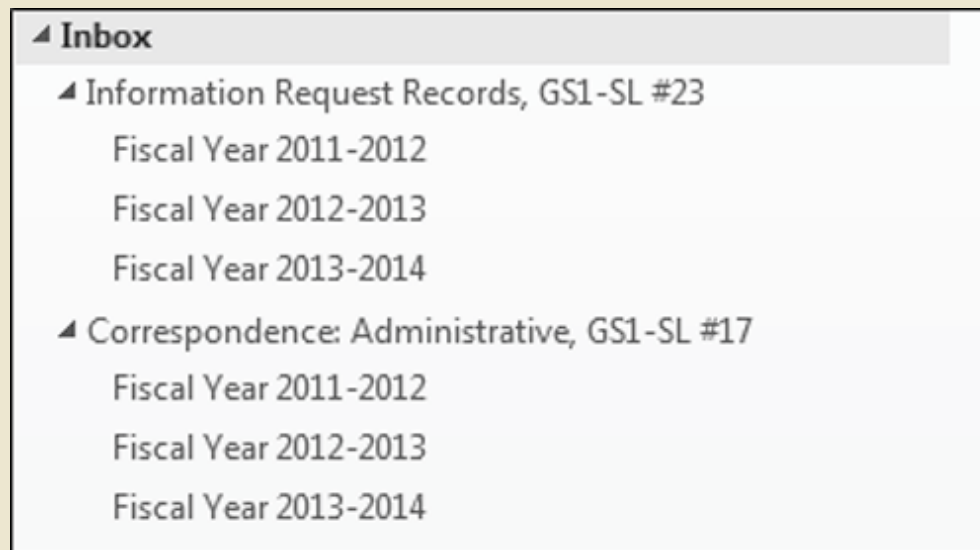 Inbox
Information Request Records, GS1-SL #23
Fiscal Year 2011-2012
Fiscal Year 2012-2013
Fiscal Year 2013-2014
Correspondence: Administrative, GS1-SL #17
Fiscal Year 2011-2012
Fiscal Year 2012-2013
Fiscal Year 2013-2014